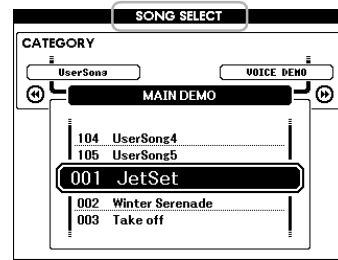 SONG SELECT
CATEGORY
UserSong VOICE DEMO
MAIN DEMO
104 UserSong4
105 UserSong5
001 JetSet
002 Winter Serenade
003 Take off